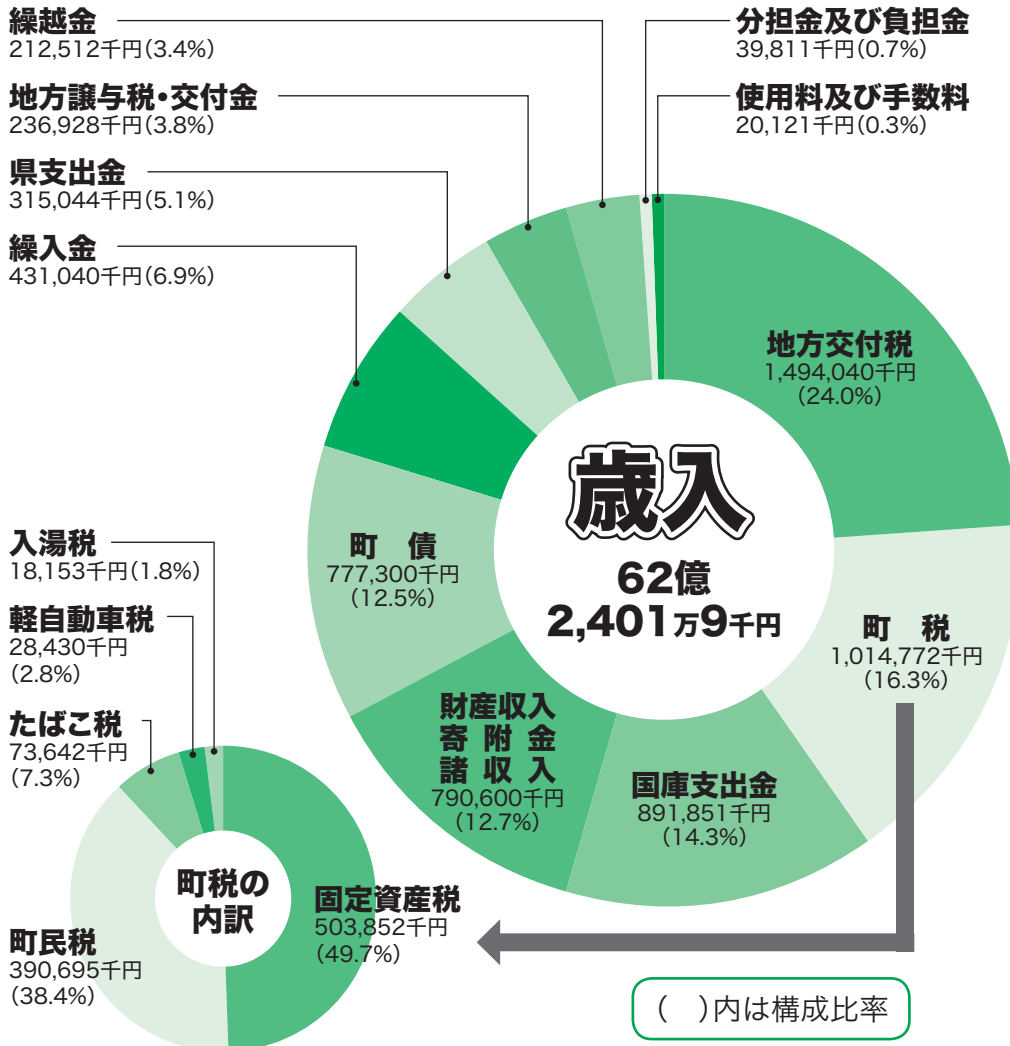 繰越金
212,512千円(3.4%)
地方譲与税・交付金
236,928千円(3.8%)
県支出金
315,044千円(5.1%)
繰入金
431,040千円(6.9%)
分担金及び負担金
39,811千円(0.7%)
使用料及び手数料
20,121千円(0.3%)
地方交付税
1,494,040千円
(24.0%)
歳入
62億
2,401万9千円
町 税
1,014,772千円
(16.3%)
国庫支出金
891,851千円
(14.3%)
財産収入
寄附金
諸収入
790,600千円
(12.7%)
町 債
777,300千円
(12.5%)
入湯税
18,153千円(1.8%)
軽自動車税
28,430千円
(2.8%)
たばこ税
73,642千円
(7.3%)
町民税
390,695千円
(38.4%)
町税の
内訳
固定資産税
503,852千円
(49.7%)
( )内は構成比率